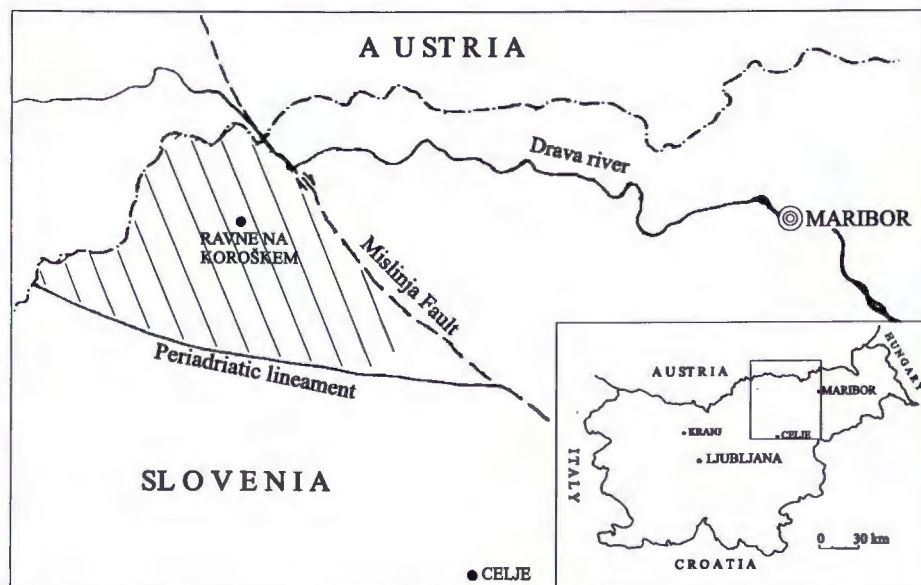 AUSTRIA
Drava river
MARIBOR
RAVNE NA
KOROŠKEM
Mislinja Fault
Periadriatic lineament
SLOVENIA
CELJE
HUNGARY
AUSTRIA
MARIBOR
KRANJ
CELJE
LJUBLJANA
ITALY
0 30 km
CROATIA